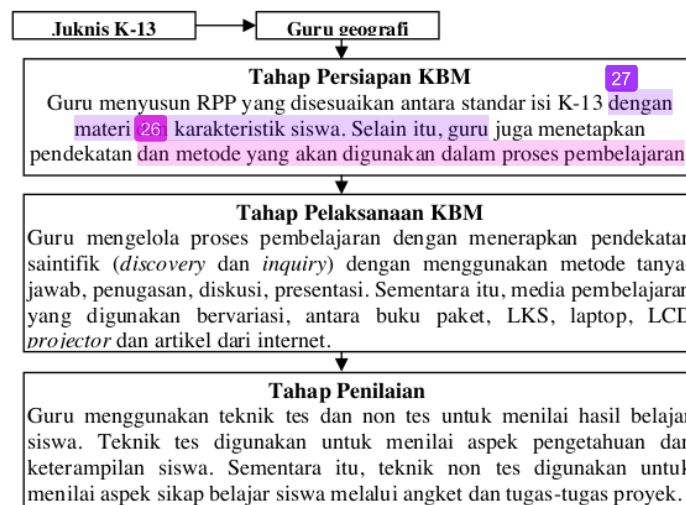 Juknis K-13
Guru geografi
Tahap Persiapan KBM
27
Guru menyusun RPP yang disesuaikan antara standar isi K-13 dengan
materi 26 karakteristik siswa. Selain itu, guru juga menetapkan
pendekatan dan metode yang akan digunakan dalam proses pembelajaran
Tahap Pelaksanaan KBM
Guru mengelola proses pembelajaran dengan menerapkan pendekatan
saintifik (discovery dan inquiry) dengan menggunakan metode tanya
jawab, penugasan, diskusi, presentasi. Sementara itu, media pembelajaran
yang digunakan bervariasi, antara buku paket, LKS, laptop, LCD
projector dan artikel dari internet.
Tahap Penilaian
Guru menggunakan teknik tes dan non tes untuk menilai hasil belajar
siswa. Teknik tes digunakan untuk menilai aspek pengetahuan dan
keterampilan siswa. Sementara itu, teknik non tes digunakan untuk
menilai aspek sikap belajar siswa melalui angket dan tugas-tugas proyek.